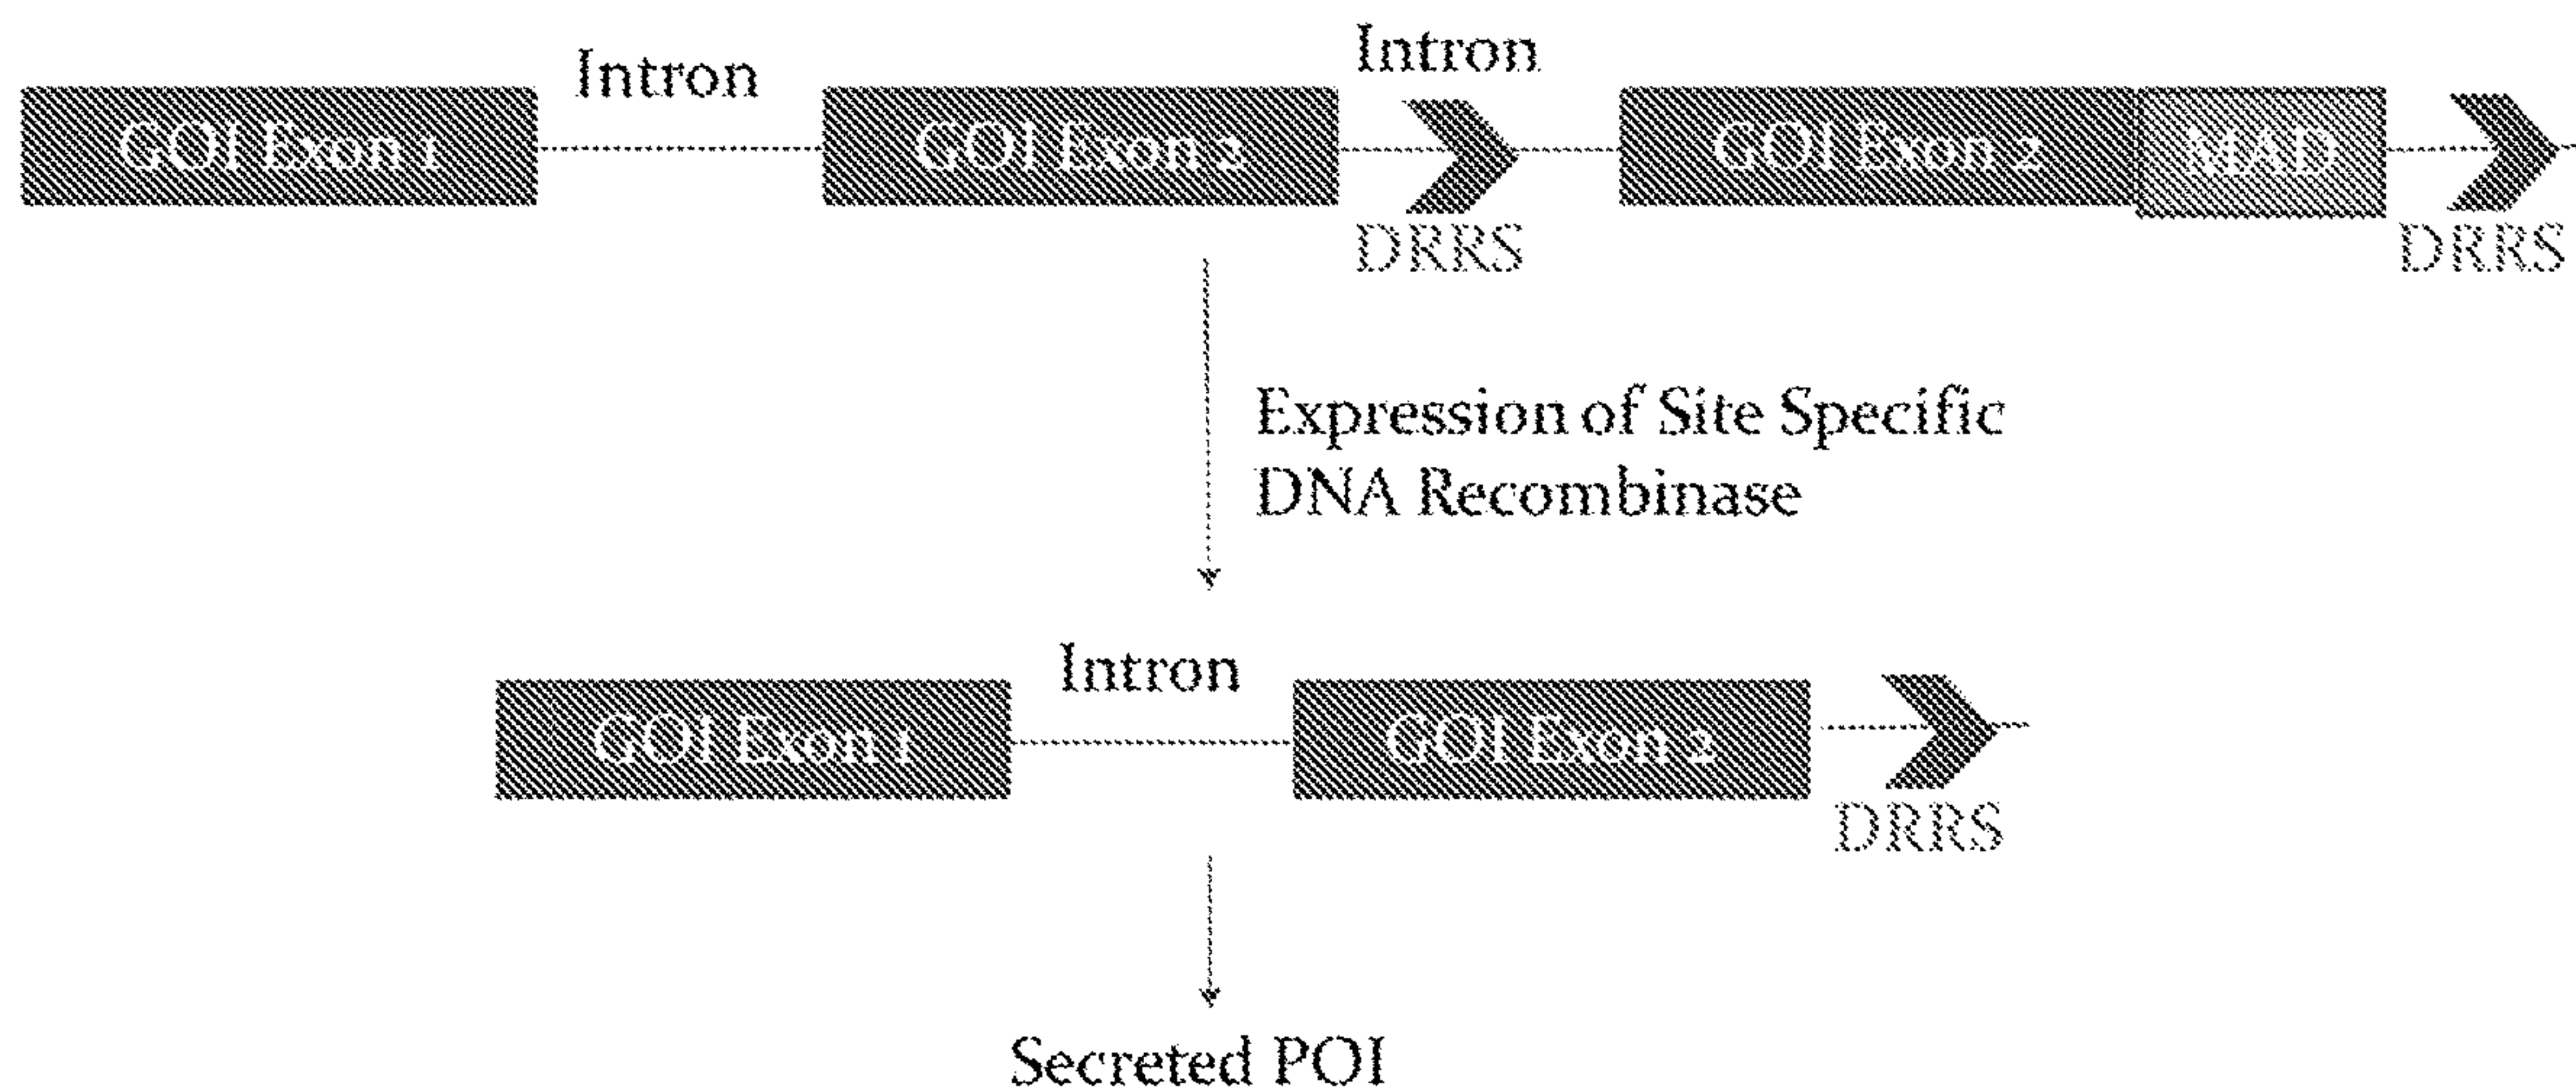 Intron
Intron
GOI Exon 1
GOI Exon 2
GOI Exon 2
MAD
DRRS
DRRS
Expression of Site Specific
DNA Recombinase
Intron
GOI Exon 1
GOI Exon 2
DRRS
Secreted POI